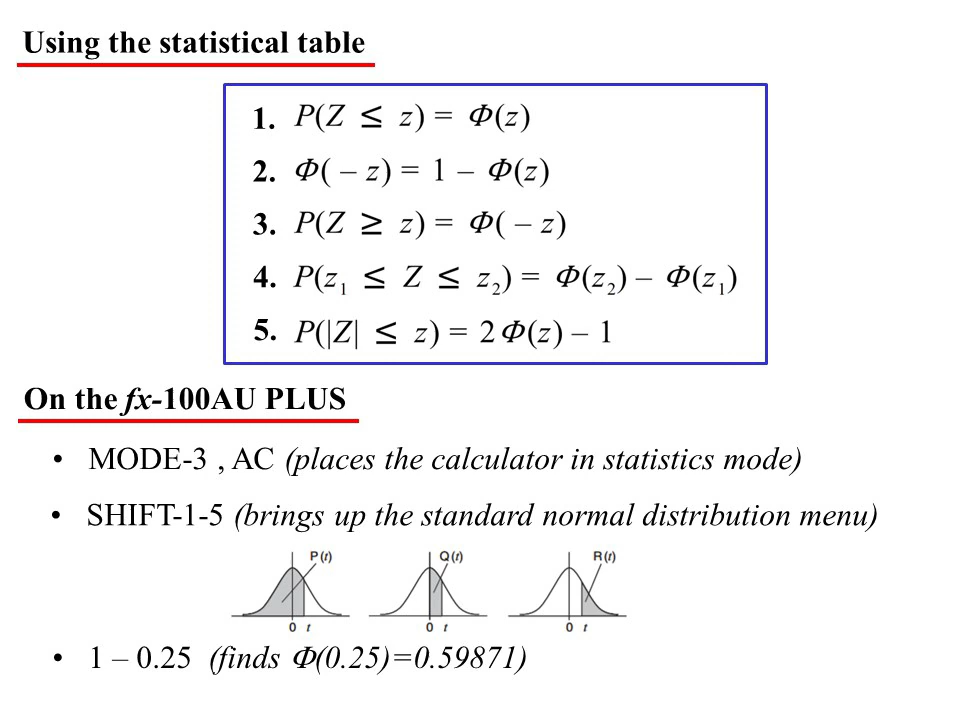 Using the statistical table
1. P(Z ≤ z) = Φ(z)
2. Φ( – z) = 1 – Φ(z)
3. P(Z ≥ z) = Φ( – z)
4. P(z₁ ≤ Z ≤ z₂) = Φ(z₂) – Φ(z₁)
5. P(|Z| ≤ z) = 2Φ(z) – 1
On the fx-100AU PLUS
• MODE-3 , AC (places the calculator in statistics mode)
• SHIFT-1-5 (brings up the standard normal distribution menu)
P(t) Q(t) R(t)
0 t 0 t 0 t
• 1 – 0.25 (finds Φ(0.25)=0.59871)